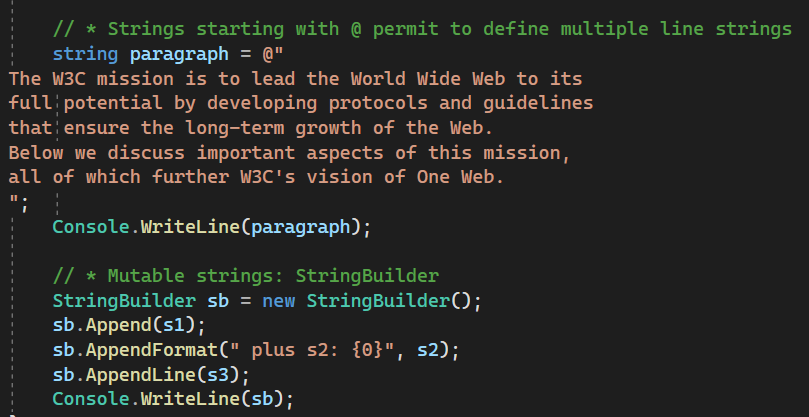 // * Strings starting with @ permit to define multiple line strings
string paragraph = @"
The W3C mission is to lead the World Wide Web to its
full potential by developing protocols and guidelines
that ensure the long-term growth of the Web.
Below we discuss important aspects of this mission,
all of which further W3C's vision of One Web.
";
Console.WriteLine(paragraph);
// * Mutable strings: StringBuilder
StringBuilder sb = new StringBuilder();
sb.Append(s1);
sb.AppendFormat(" plus s2: {0}", s2);
sb.AppendLine(s3);
Console.WriteLine(sb);